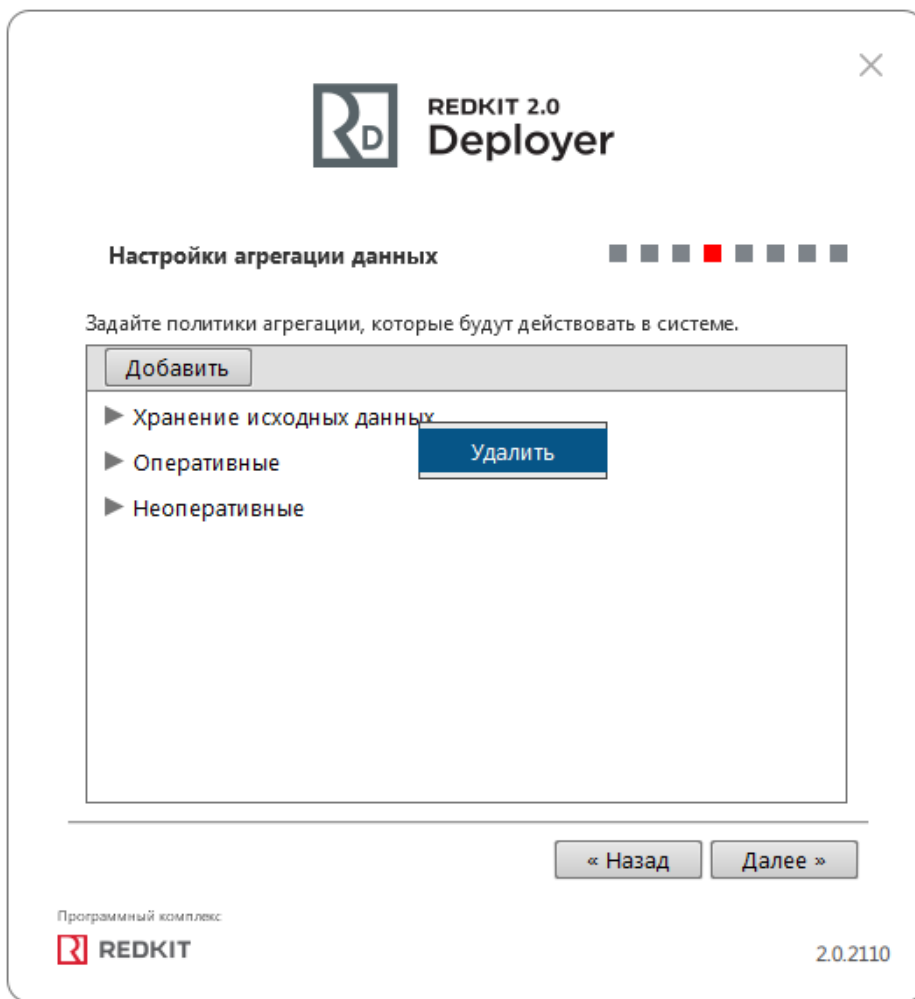 REDKIT 2.0
Deployer
Настройки агрегации данных
Задайте политики агрегации, которые будут действовать в системе.
Добавить
Хранение исходных данных
Удалить
Оперативные
Неоперативные
« Назад
Далее »
Программный комплекс
REDKIT
2.0.2110